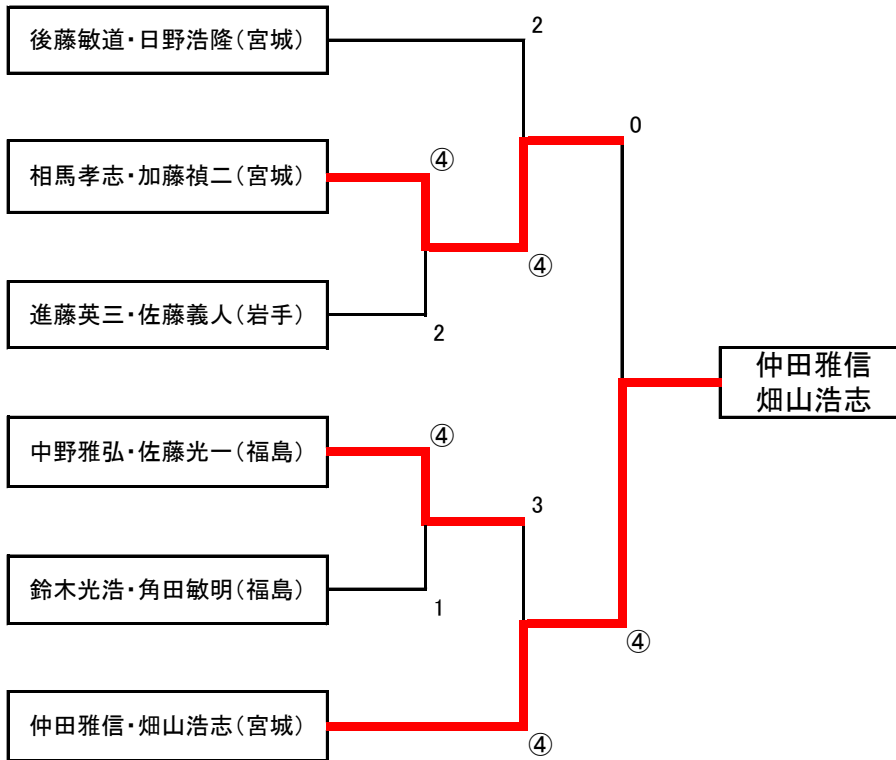 後藤敏道・日野浩隆(宮城)
2
0
相馬孝志・加藤禎二(宮城)
④
④
進藤英三・佐藤義人(岩手)
2
仲田雅信
畑山浩志
中野雅弘・佐藤光一(福島)
④
3
鈴木光浩・角田敏明(福島)
1
④
仲田雅信・畑山浩志(宮城)
④